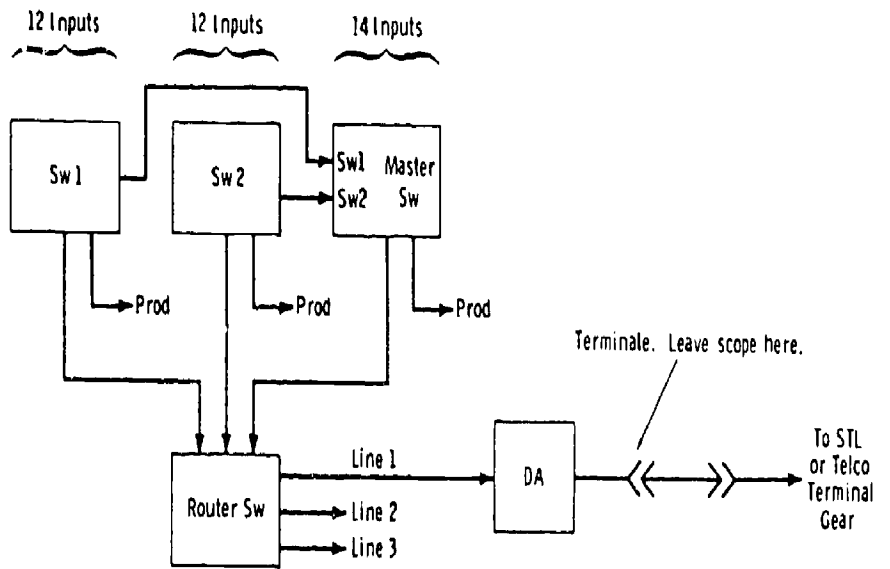 12 Inputs
12 Inputs
14 Inputs
Sw 1
Sw 2
Sw1
Master
Sw2
Sw
Prod
Prod
Prod
Terminale. Leave scope here.
Router Sw
Line 1
Line 2
Line 3
DA
To STL
or Telco
Terminal
Gear